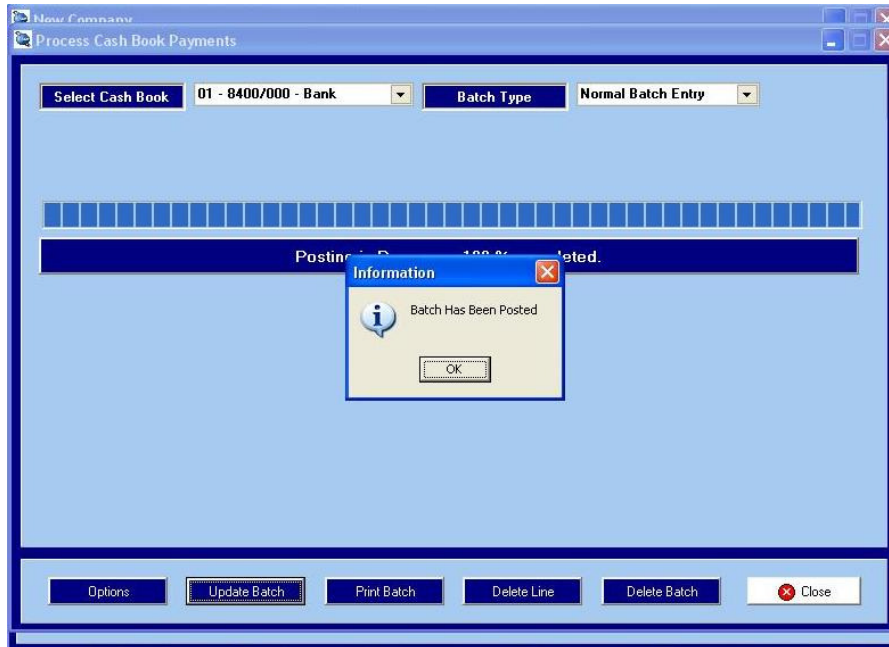 New Company
Process Cash Book Payments
Select Cash Book
01 - 8400/000 - Bank
Batch Type
Normal Batch Entry
Information
Batch Has Been Posted
OK
Options
Update Batch
Print Batch
Delete Line
Delete Batch
Close